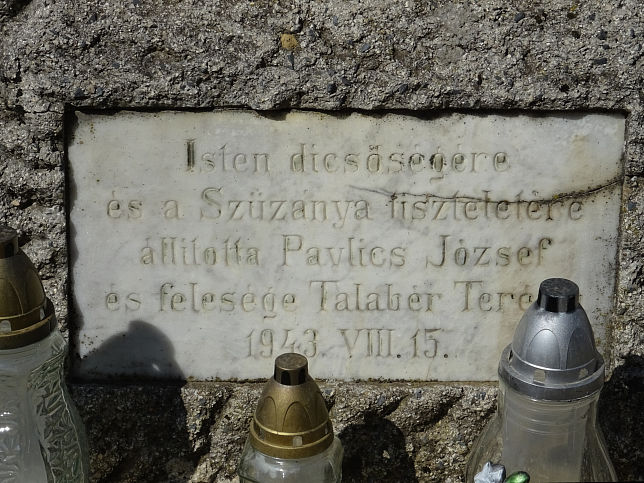 Isten dicsőségére
és a Szűzanya tiszteletére
állította Pavlics József
és felesége Talabér
1943. VIII. 15.